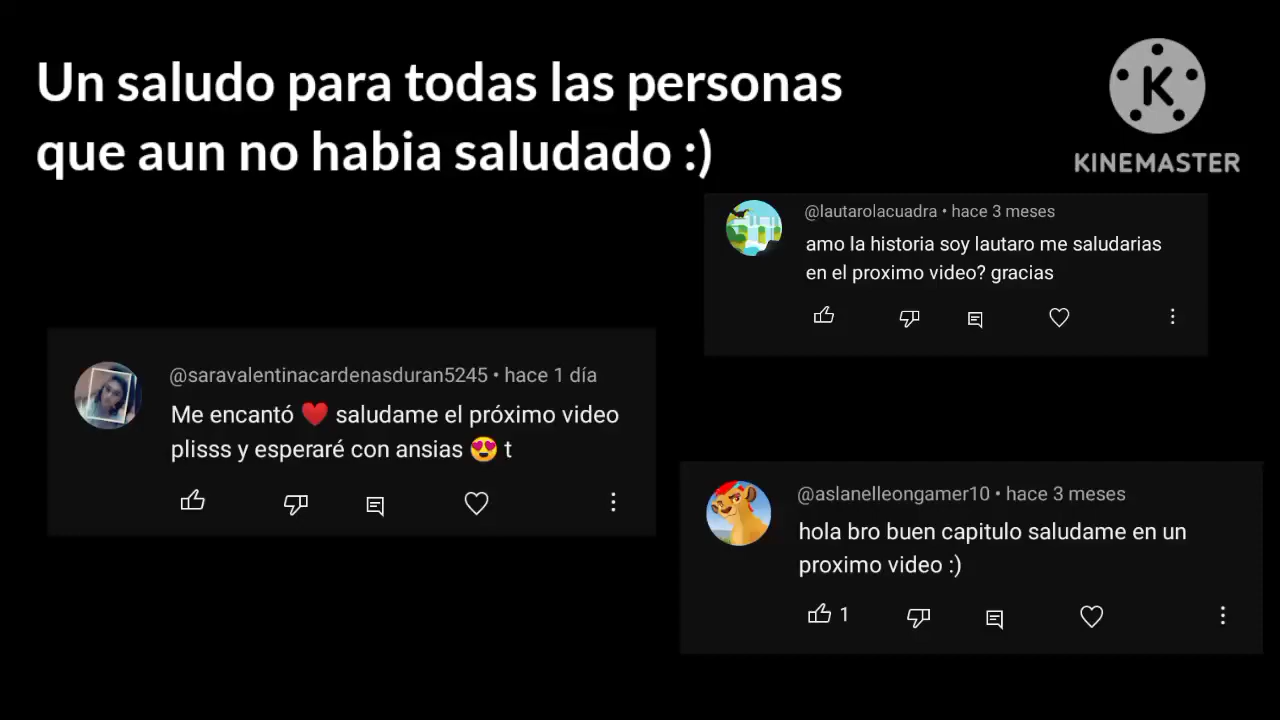 Un saludo para todas las personas
que aun no habia saludado :)
K
KINEMASTER
@lautarolacuadra • hace 3 meses
amo la historia soy lautaro me saludarias
en el proximo video? gracias
@saravalentinacardenasduran5245 • hace 1 día
Me encantó ❤️ saludame el próximo video
plisss y esperaré con ansias 😍 t
@aslanelleongamer10 • hace 3 meses
hola bro buen capitulo saludame en un
proximo video :)
1